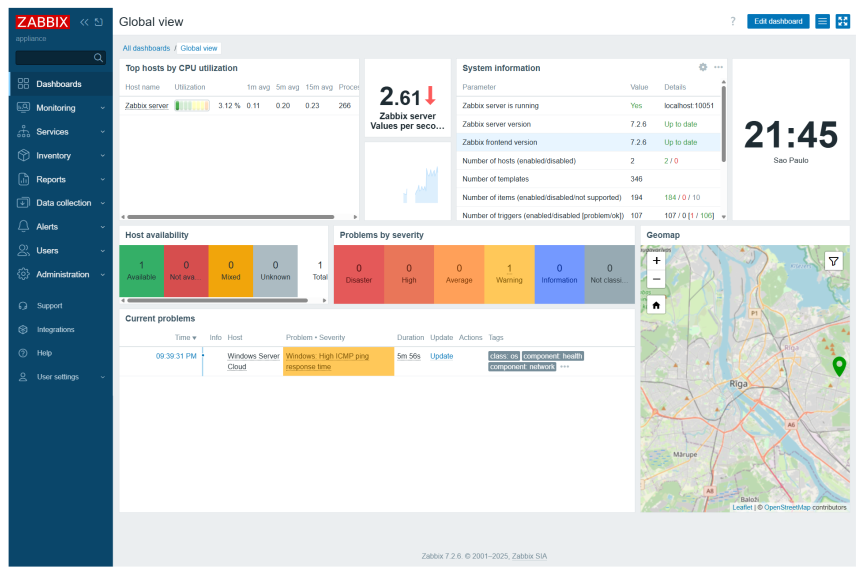 ZABBIX
appliance
Dashboards
Monitoring
Services
Inventory
Reports
Data collection
Alerts
Users
Administration
Support
Integrations
Help
User settings
Global view
? Edit dashboard
All dashboards / Global view
Top hosts by CPU utilization
Host name Utilization 1m avg 5m avg 15m avg Proces
Zabbix server 3.12 % 0.11 0.20 0.23 266
2.61
Zabbix server
Values per seco...
System information
Parameter Value Details
Zabbix server is running Yes localhost:10051
Zabbix server version 7.2.6 Up to date
Zabbix frontend version 7.2.6 Up to date
Number of hosts (enabled/disabled) 2 2 / 0
Number of templates 346
Number of items (enabled/disabled/not supported) 194 184 / 0 / 10
Number of triggers (enabled/disabled [problem/ok]) 107 107 / 0 [1 / 106]
21:45
Sao Paulo
Host availability
1 Available
0 Not ava...
0 Mixed
0 Unknown
1 Total
Problems by severity
0 Disaster
0 High
0 Average
1 Warning
0 Information
0 Not classi...
Geomap
+
−
P1
Rīga
Rīga
A6
Mārupe
A8
Baloži
Leaflet | © OpenStreetMap contributors
Current problems
Time ▼ Info Host Problem • Severity Duration Update Actions Tags
09:39:31 PM Windows Server Windows: High ICMP ping 5m 56s Update class: os component: health
Cloud response time component: network •••
Zabbix 7.2.6. © 2001–2025, Zabbix SIA